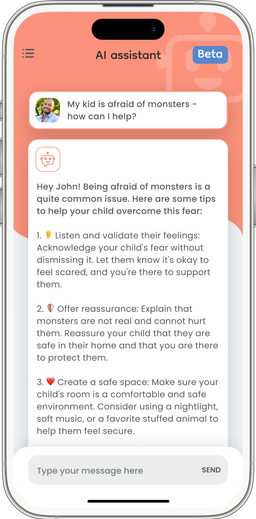 AI assistant
Beta
My kid is afraid of monsters -
how can I help?
Hey John! Being afraid of monsters is a
quite common issue. Here are some tips
to help your child overcome this fear:
1. 💡 Listen and validate their feelings:
Acknowledge your child's fear without
dismissing it. Let them know it's okay to
feel scared, and you're there to support
them.
2. 🛡️ Offer reassurance: Explain that
monsters are not real and cannot hurt
them. Reassure your child that they are
safe in their home and that you are there
to protect them.
3. ❤️ Create a safe space: Make sure your
child's room is a comfortable and safe
environment. Consider using a nightlight,
soft music, or a favorite stuffed animal to
help them feel secure.
Type your message here
SEND